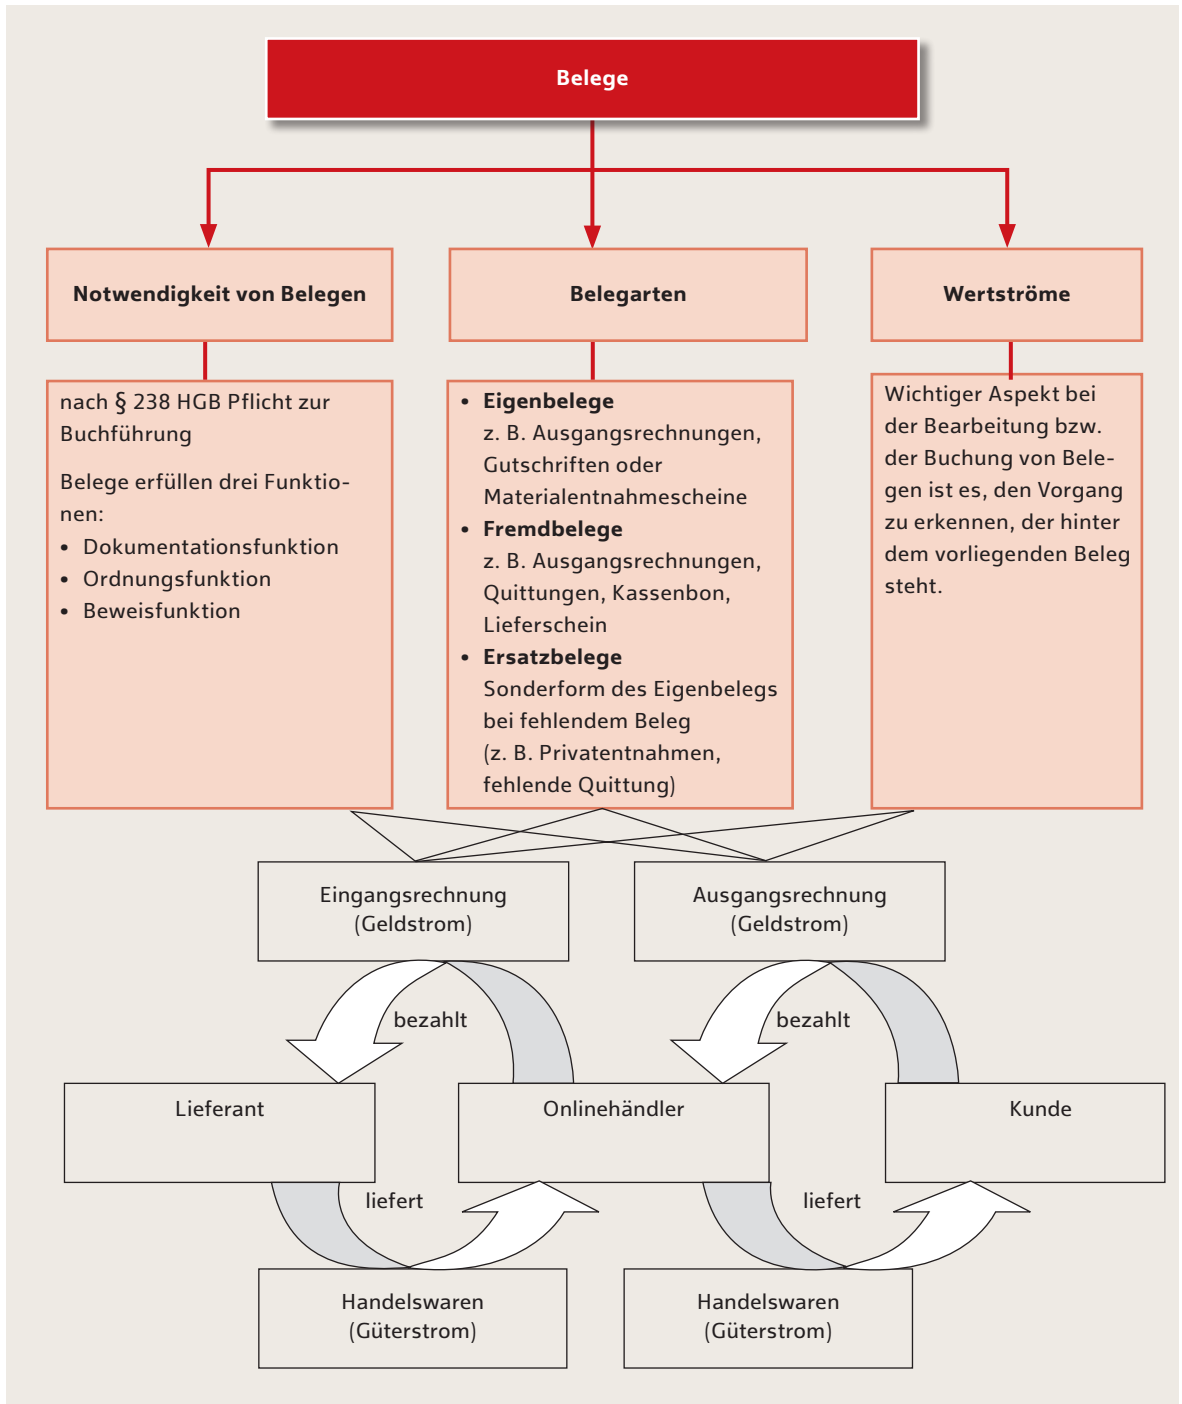 Belege
Notwendigkeit von Belegen
nach § 238 HGB Pflicht zur
Buchführung
Belege erfüllen drei Funktio-
nen:
• Dokumentationsfunktion
• Ordnungsfunktion
• Beweisfunktion
Belegarten
• Eigenbelege
z. B. Ausgangsrechnungen,
Gutschriften oder
Materialentnahmescheine
• Fremdbelege
z. B. Ausgangsrechnungen,
Quittungen, Kassenbon,
Lieferschein
• Ersatzbelege
Sonderform des Eigenbelegs
bei fehlendem Beleg
(z. B. Privatentnahmen,
fehlende Quittung)
Wertströme
Wichtiger Aspekt bei
der Bearbeitung bzw.
der Buchung von Bele-
gen ist es, den Vorgang
zu erkennen, der hinter
dem vorliegenden Beleg
steht.
Eingangsrechnung
(Geldstrom)
Ausgangsrechnung
(Geldstrom)
bezahlt
bezahlt
Lieferant
Onlinehändler
Kunde
liefert
liefert
Handelswaren
(Güterstrom)
Handelswaren
(Güterstrom)